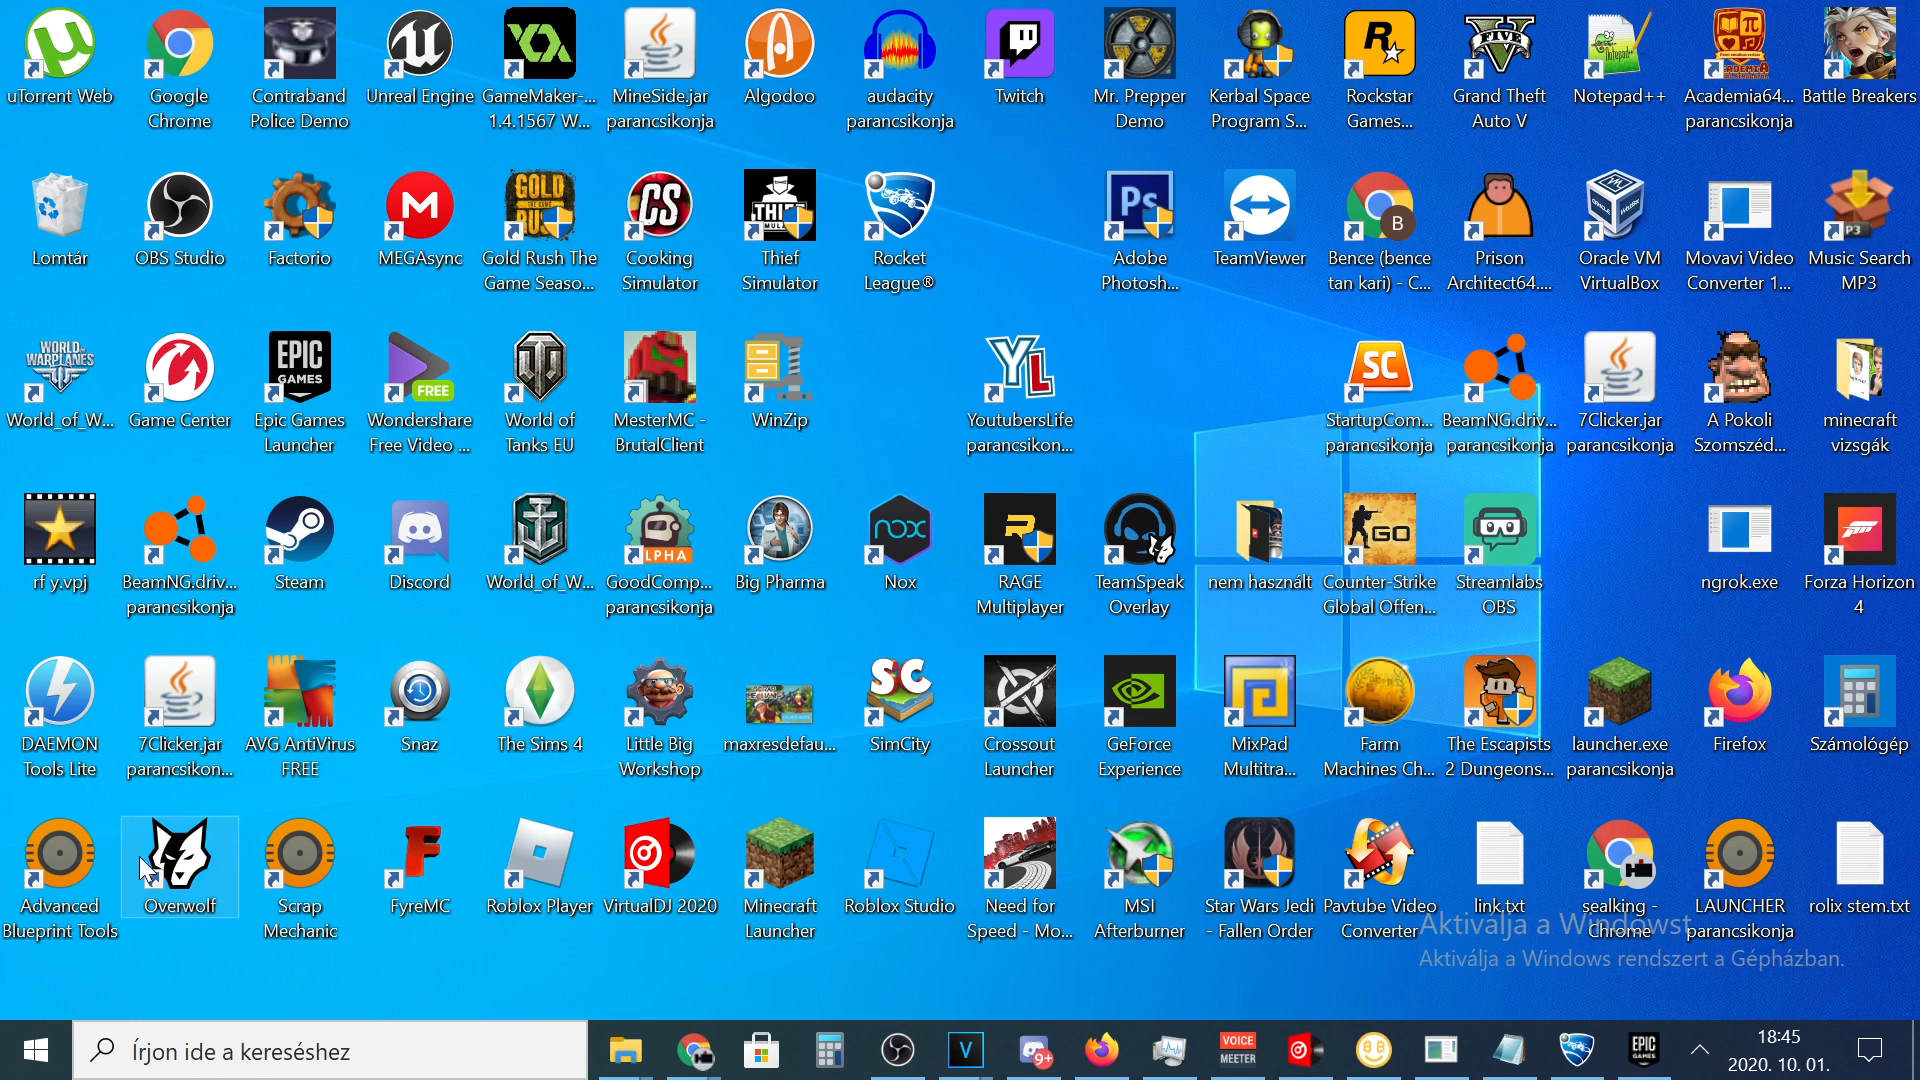 uTorrent Web
Google Chrome
Contraband Police Demo
Unreal Engine
GameMaker-... 1.4.1567 W...
MineSide.jar parancsikonja
Algodoo
audacity parancsikonja
Twitch
Mr. Prepper Demo
Kerbal Space Program S...
Rockstar Games...
Grand Theft Auto V
Notepad++
Academia64... parancsikonja
Battle Breakers
Lomtár
OBS Studio
Factorio
MEGAsync
Gold Rush The Game Seaso...
Cooking Simulator
Thief Simulator
Rocket League®
Adobe Photosh...
TeamViewer
Bence (bence tan kari) - C...
Prison Architect64....
Oracle VM VirtualBox
Movavi Video Converter 1...
Music Search MP3
World_of_W...
Game Center
Epic Games Launcher
Wondershare Free Video ...
World of Tanks EU
MesterMC - BrutalClient
WinZip
YoutubersLife parancsikon...
StartupCom... parancsikonja
BeamNG.driv... parancsikonja
7Clicker.jar parancsikonja
A Pokoli Szomszéd...
minecraft vizsgák
rf y.vpj
BeamNG.driv... parancsikonja
Steam
Discord
World_of_W...
GoodComp... parancsikonja
Big Pharma
Nox
RAGE Multiplayer
TeamSpeak Overlay
nem használt
Counter-Strike Global Offen...
Streamlabs OBS
ngrok.exe
Forza Horizon 4
DAEMON Tools Lite
7Clicker.jar parancsikon...
AVG AntiVirus FREE
Snaz
The Sims 4
Little Big Workshop
maxresdefau...
SimCity
Crossout Launcher
GeForce Experience
MixPad Multitra...
Farm Machines Ch...
The Escapists 2 Dungeons...
launcher.exe parancsikonja
Firefox
Számológép
Advanced Blueprint Tools
Overwolf
Scrap Mechanic
FyreMC
Roblox Player
VirtualDJ 2020
Minecraft Launcher
Roblox Studio
Need for Speed - Mo...
MSI Afterburner
Star Wars Jedi - Fallen Order
Pavtube Video Converter
link.txt
sealking - Chrome
LAUNCHER parancsikonja
rolix stem.txt
Aktiválja a Windowst
Aktiválja a Windows rendszert a Gépházban.
Írjon ide a kereséshez
9+
VOICE MEETER
EPIC GAMES
18:45
2020. 10. 01.